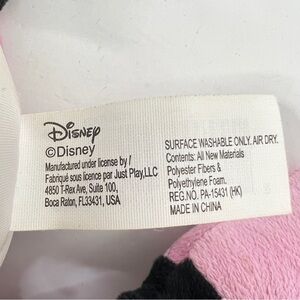 Disney
©Disney
Manufactured under license by /
Fabriqué sous licence par Just Play,LLC
4850 T-Rex Ave, Suite 100,
Boca Raton, FL33431, USA
SURFACE WASHABLE ONLY. AIR DRY.
Contents: All New Materials
Polyester Fibers &
Polyethylene Foam.
REG.NO. PA-15431 (HK)
MADE IN CHINA